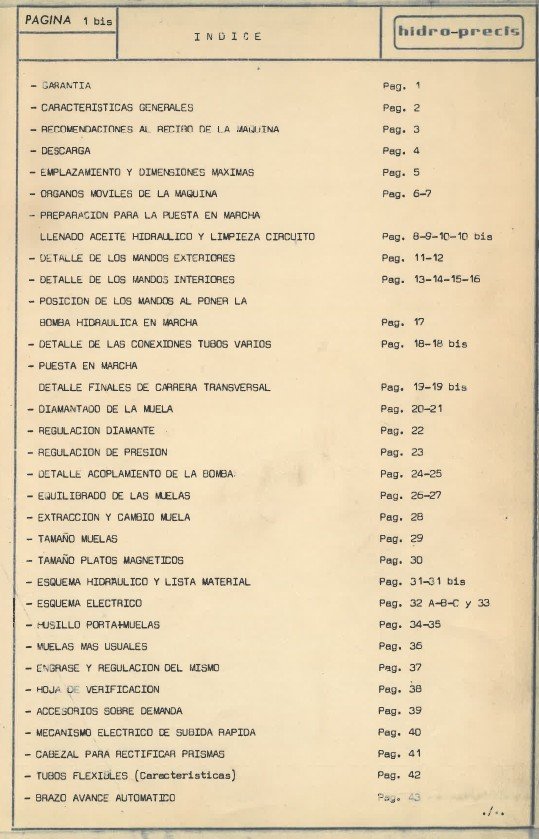 PAGINA 1 bis
INDICE
hidro-precis
- GARANTIA Pag. 1
- CARACTERISTICAS GENERALES Pag. 2
- RECOMENDACIONES AL RECIBO DE LA MAQUINA Pag. 3
- DESCARGA Pag. 4
- EMPLAZAMIENTO Y DIMENSIONES MAXIMAS Pag. 5
- ORGANOS MOVILES DE LA MAQUINA Pag. 6-7
- PREPARACION PARA LA PUESTA EN MARCHA
LLENADO ACEITE HIDRAULICO Y LIMPIEZA CIRCUITO Pag. 8-9-10-10 bis
- DETALLE DE LOS MANDOS EXTERIORES Pag. 11-12
- DETALLE DE LOS MANDOS INTERIORES Pag. 13-14-15-16
- POSICION DE LOS MANDOS AL PONER LA
BOMBA HIDRAULICA EN MARCHA Pag. 17
- DETALLE DE LAS CONEXIONES TUBOS VARIOS Pag. 18-18 bis
- PUESTA EN MARCHA
DETALLE FINALES DE CARRERA TRANSVERSAL Pag. 19-19 bis
- DIAMANTADO DE LA MUELA Pag. 20-21
- REGULACION DIAMANTE Pag. 22
- REGULACION DE PRESION Pag. 23
- DETALLE ACOPLAMIENTO DE LA BOMBA Pag. 24-25
- EQUILIBRADO DE LAS MUELAS Pag. 26-27
- EXTRACCION Y CAMBIO MUELA Pag. 28
- TAMAÑO MUELAS Pag. 29
- TAMAÑO PLATOS MAGNETICOS Pag. 30
- ESQUEMA HIDRAULICO Y LISTA MATERIAL Pag. 31-31 bis
- ESQUEMA ELECTRICO Pag. 32 A-B-C y 33
- HUSILLO PORTA-MUELAS Pag. 34-35
- MUELAS MAS USUALES Pag. 36
- ENGRASE Y REGULACION DEL MISMO Pag. 37
- HOJA DE VERIFICACION Pag. 38
- ACCESORIOS SOBRE DEMANDA Pag. 39
- MECANISMO ELECTRICO DE SUBIDA RAPIDA Pag. 40
- CABEZAL PARA RECTIFICAR PRISMAS Pag. 41
- TUBOS FLEXIBLES (Caracteristicas) Pag. 42
- BRAZO AVANCE AUTOMATICO Pag. 43
./..